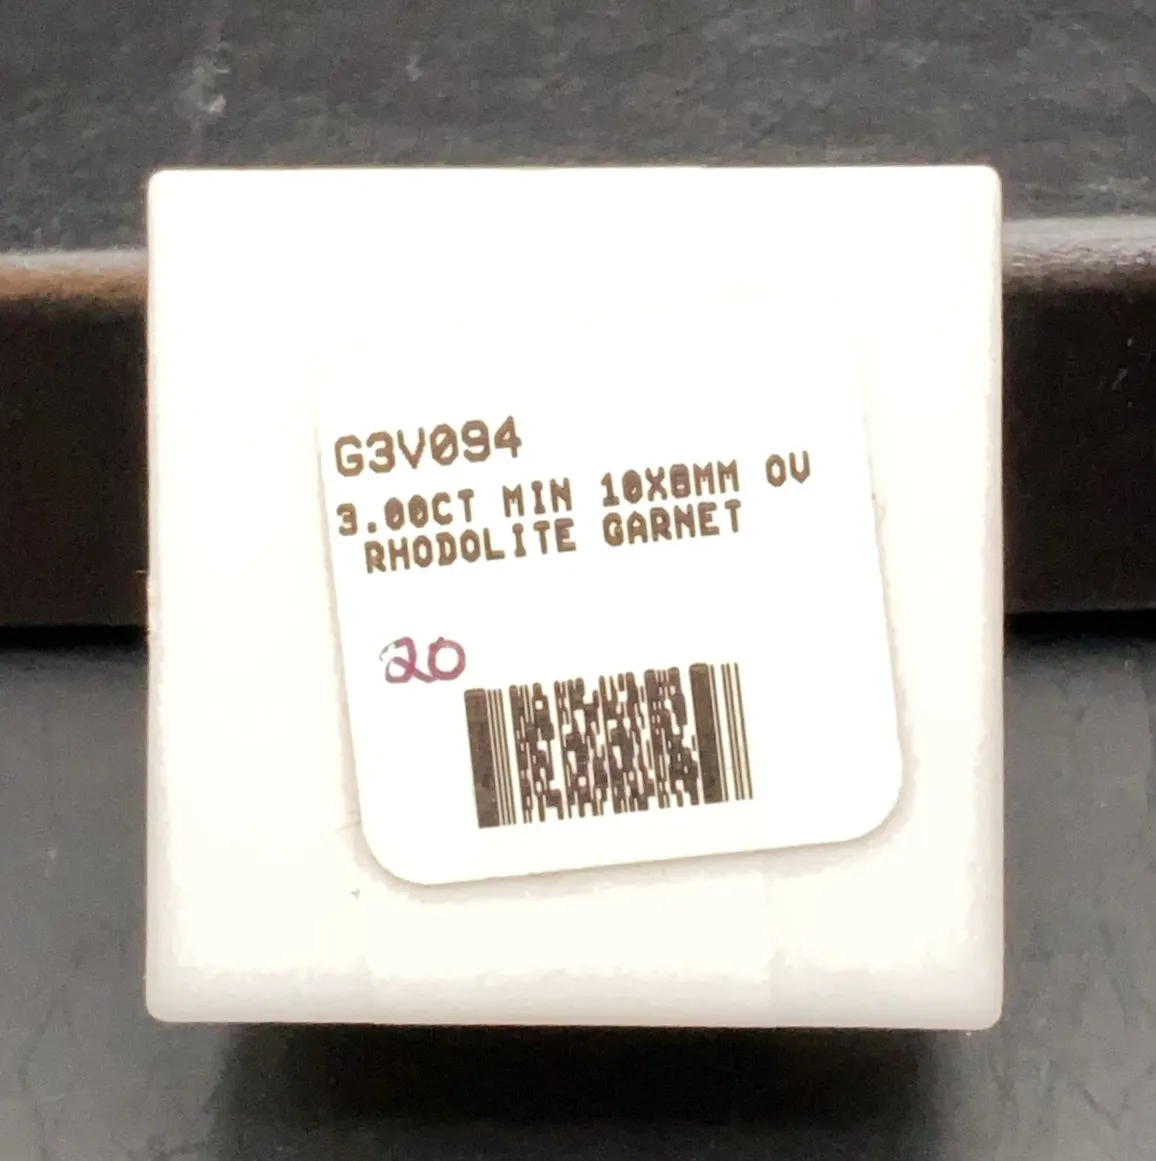 G3V094
3.00CT MIN 10X8MM OV
RHODOLITE GARNET
20